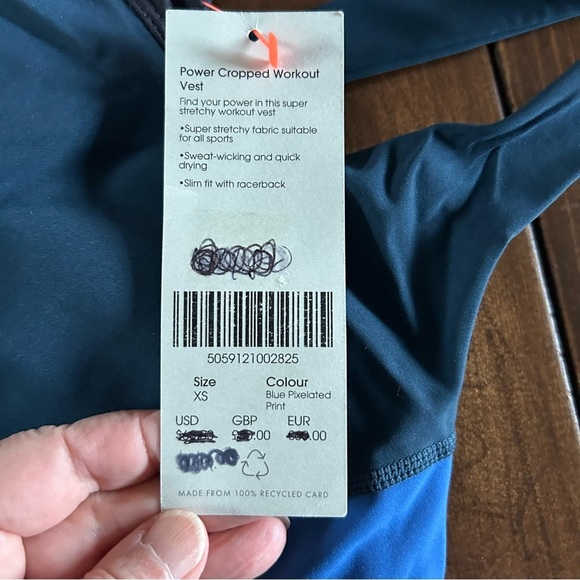 Power Cropped Workout
Vest
Find your power in this super
stretchy workout vest
•Super stretchy fabric suitable
for all sports
•Sweat-wicking and quick
drying
•Slim fit with racerback
5059121002825
Size Colour
XS Blue Pixelated
Print
USD GBP EUR
.00 .00
MADE FROM 100% RECYCLED CARD